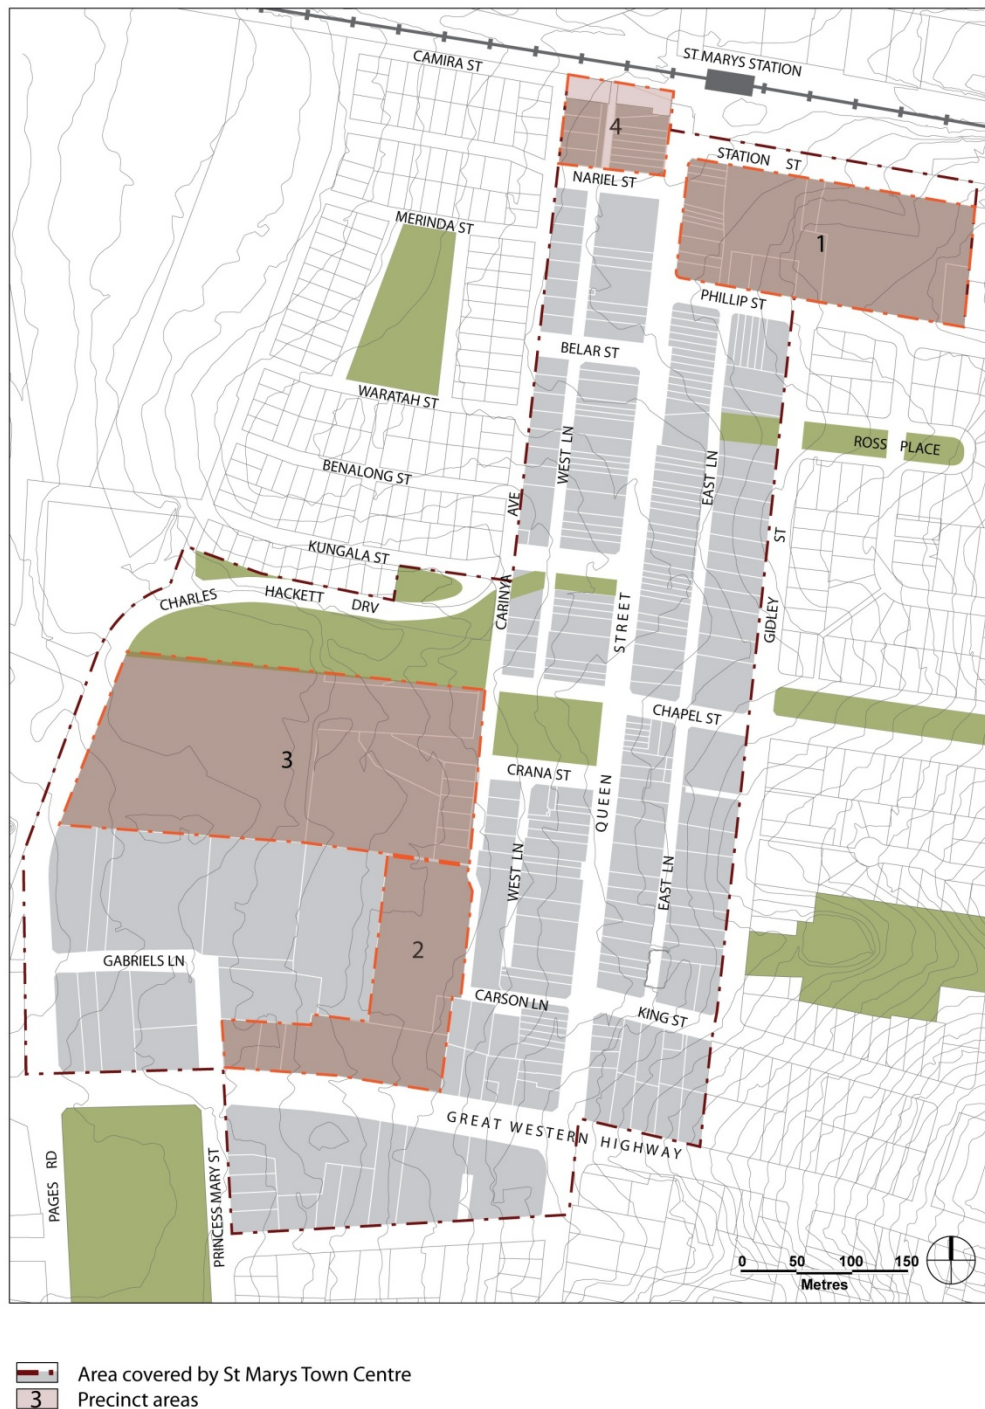 CAMIRA ST
ST MARYS STATION
4
STATION ST
NARIEL ST
MERINDA ST
1
PHILLIP ST
BELAR ST
WARATAH ST
ROSS PLACE
WEST LN
BENALONG ST
EAST LN
AVE
ST
KUNGALA ST
CHARLES HACKETT DRV
CARINYA
STREET
GIDLEY
CHAPEL ST
3
CRANA ST
QUEEN
WEST LN
EAST LN
2
GABRIELS LN
CARSON LN
KING ST
GREAT WESTERN HIGHWAY
PAGES RD
PRINCESS MARY ST
0 50 100 150
Metres
Area covered by St Marys Town Centre
3 Precinct areas